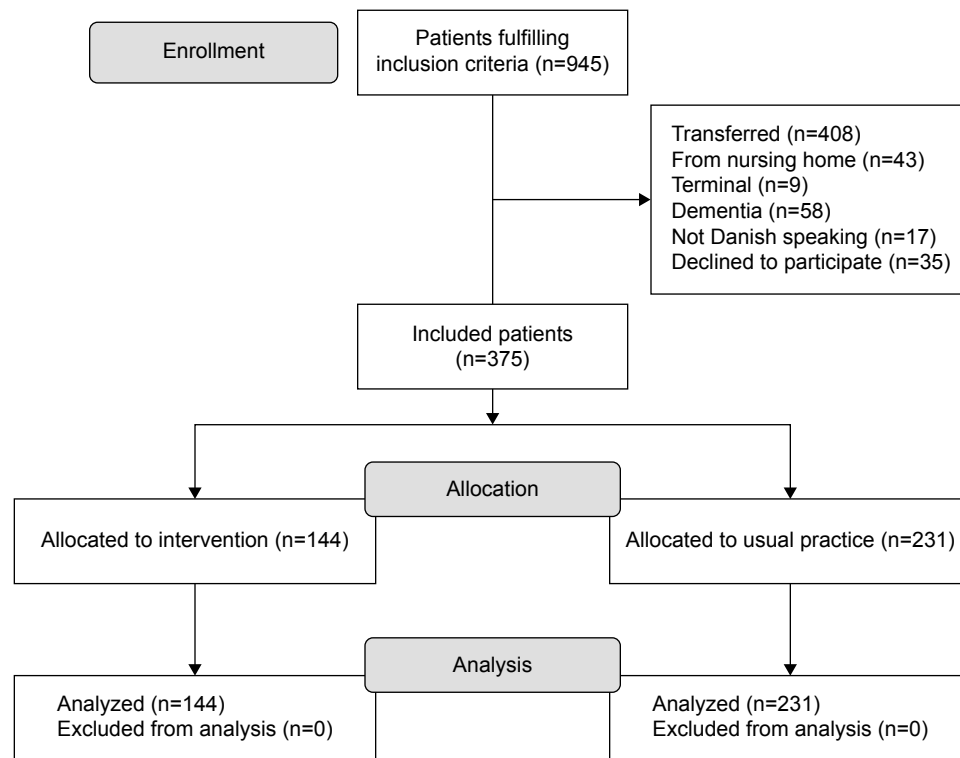 Enrollment
Patients fulfilling
inclusion criteria (n=945)
Transferred (n=408)
From nursing home (n=43)
Terminal (n=9)
Dementia (n=58)
Not Danish speaking (n=17)
Declined to participate (n=35)
Included patients
(n=375)
Allocation
Allocated to intervention (n=144)
Allocated to usual practice (n=231)
Analysis
Analyzed (n=144)
Excluded from analysis (n=0)
Analyzed (n=231)
Excluded from analysis (n=0)